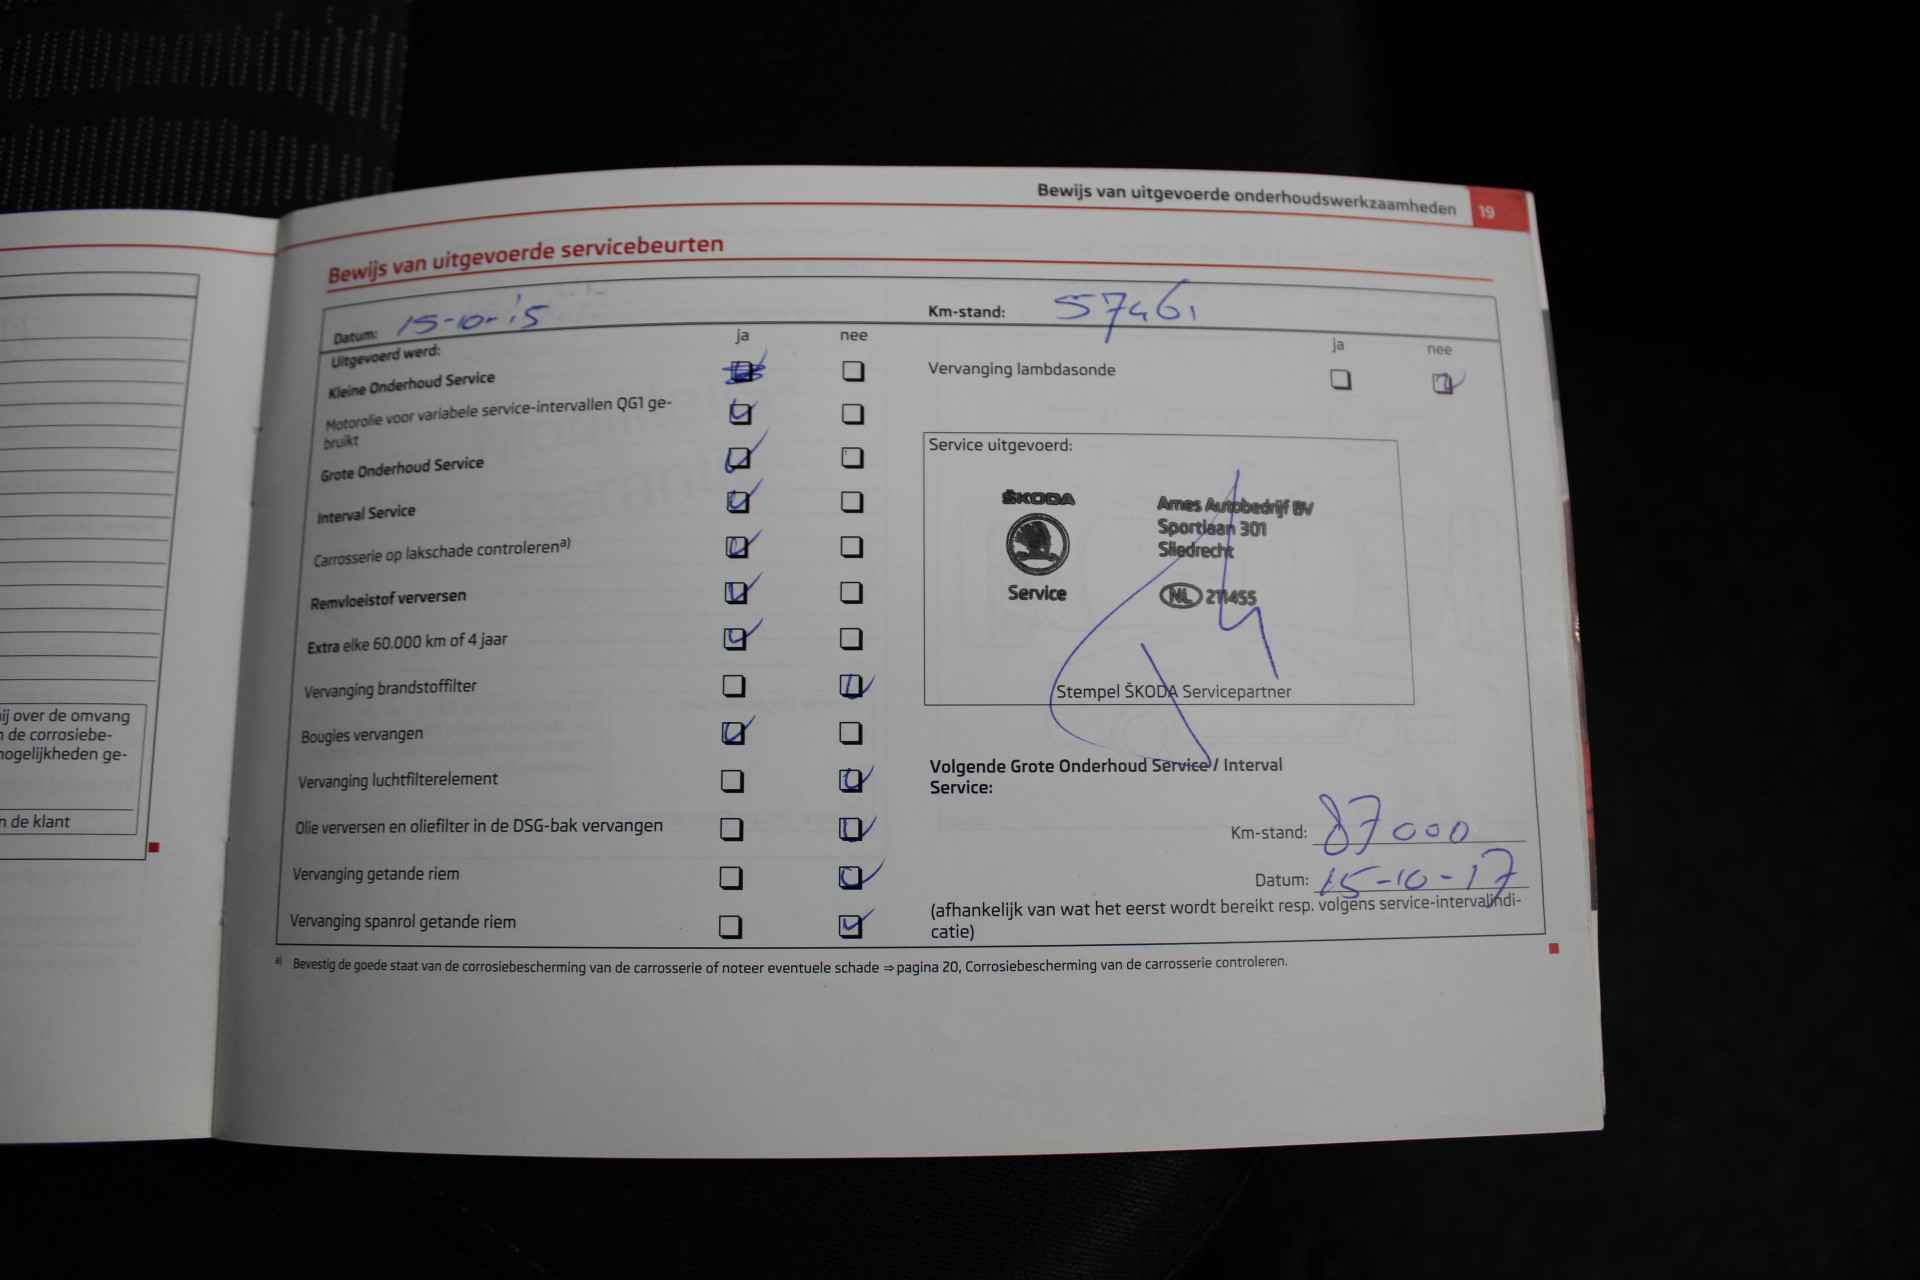 Bewijs van uitgevoerde onderhoudswerkzaamheden 19
Bewijs van uitgevoerde servicebeurten
Datum: 15-10-15
Km-stand: 57461
Uitgevoerd werd:
ja nee
Kleine Onderhoud Service
Motorolie voor variabele service-intervallen QG1 ge-
bruikt
Grote Onderhoud Service
Interval Service
Carrosserie op lakschade controleren a)
Remvloeistof verversen
Extra elke 60.000 km of 4 jaar
Vervanging brandstoffilter
Bougies vervangen
Vervanging luchtfilterelement
Olie verversen en oliefilter in de DSG-bak vervangen
Vervanging getande riem
Vervanging spanrol getande riem
ja nee
Vervanging lambdasonde
Service uitgevoerd:
ŠKODA
Service
Ames Autobedrijf BV
Sportlaan 301
Sliedrecht
NL 211455
Stempel ŠKODA Servicepartner
Volgende Grote Onderhoud Service / Interval
Service:
Km-stand: 87000
Datum: 15-10-17
(afhankelijk van wat het eerst wordt bereikt resp. volgens service-intervalindi-
catie)
a) Bevestig de goede staat van de corrosiebescherming van de carrosserie of noteer eventuele schade ⇒ pagina 20, Corrosiebescherming van de carrosserie controleren.
over de omvang
de corrosiebe-
mogelijkheden ge-
de klant